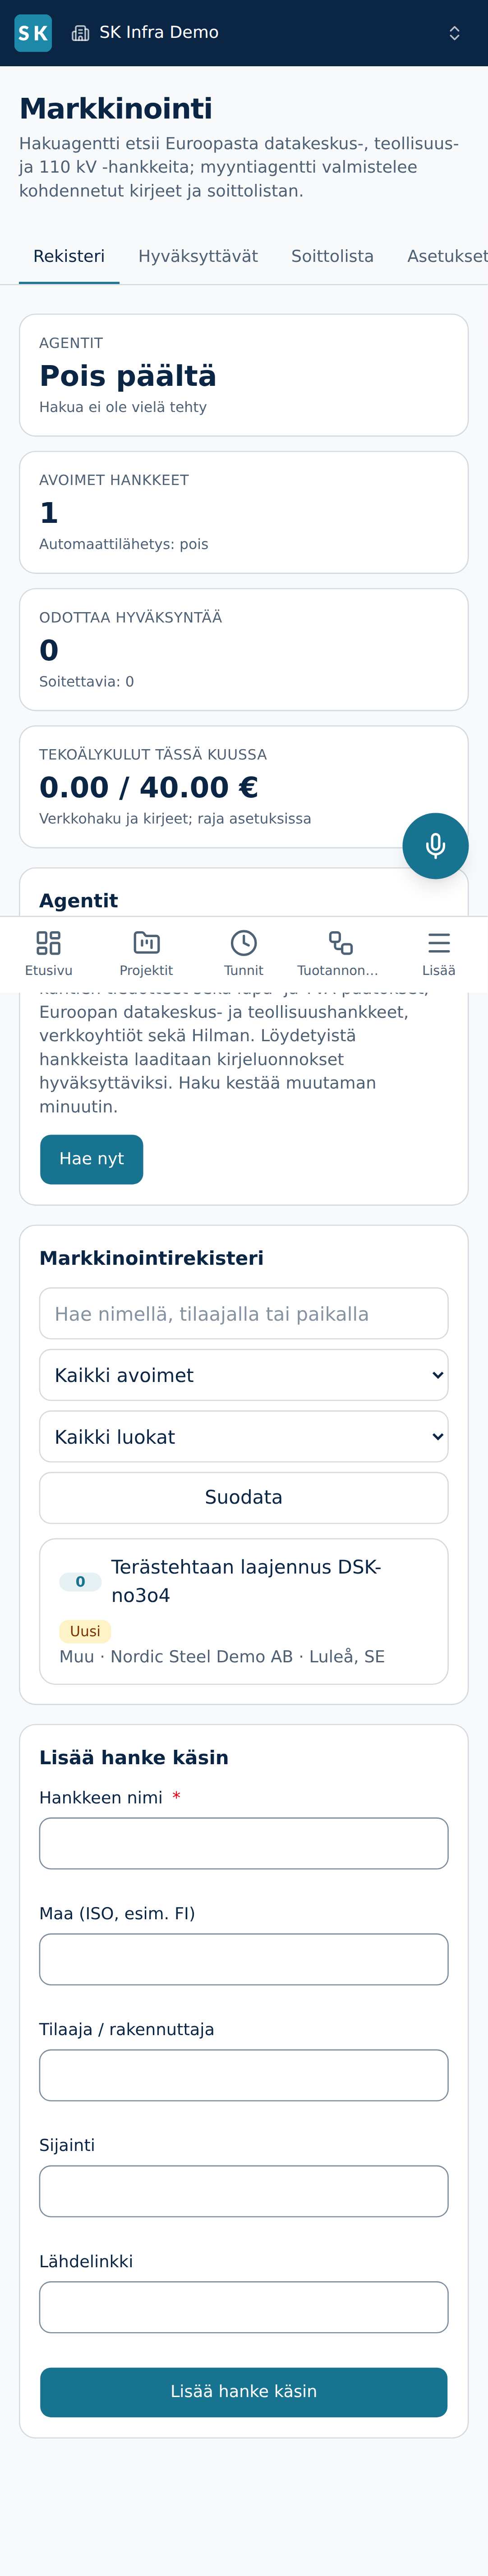 SK
SK Infra Demo
Markkinointi
Hakuagentti etsii Euroopasta datakeskus-, teollisuus-
ja 110 kV -hankkeita; myyntiagentti valmistelee
kohdennetut kirjeet ja soittolistan.
Rekisteri Hyväksyttävät Soittolista Asetukset
AGENTIT
Pois päältä
Hakua ei ole vielä tehty
AVOIMET HANKKEET
1
Automaattilähetys: pois
ODOTTAA HYVÄKSYNTÄÄ
0
Soitettavia: 0
TEKOÄLYKULUT TÄSSÄ KUUSSA
0.00 / 40.00 €
Verkkohaku ja kirjeet; raja asetuksissa
Agentit
Etusivu Projektit Tunnit Tuotannon... Lisää
Euroopan datakeskus- ja teollisuushankkeet,
verkkoyhtiöt sekä Hilman. Löydetyistä
hankkeista laaditaan kirjeluonnokset
hyväksyttäviksi. Haku kestää muutaman
minuutin.
Hae nyt
Markkinointirekisteri
Hae nimellä, tilaajalla tai paikalla
Kaikki avoimet
Kaikki luokat
Suodata
0 Terästehtaan laajennus DSK-
no3o4
Uusi
Muu · Nordic Steel Demo AB · Luleå, SE
Lisää hanke käsin
Hankkeen nimi *
Maa (ISO, esim. FI)
Tilaaja / rakennuttaja
Sijainti
Lähdelinkki
Lisää hanke käsin